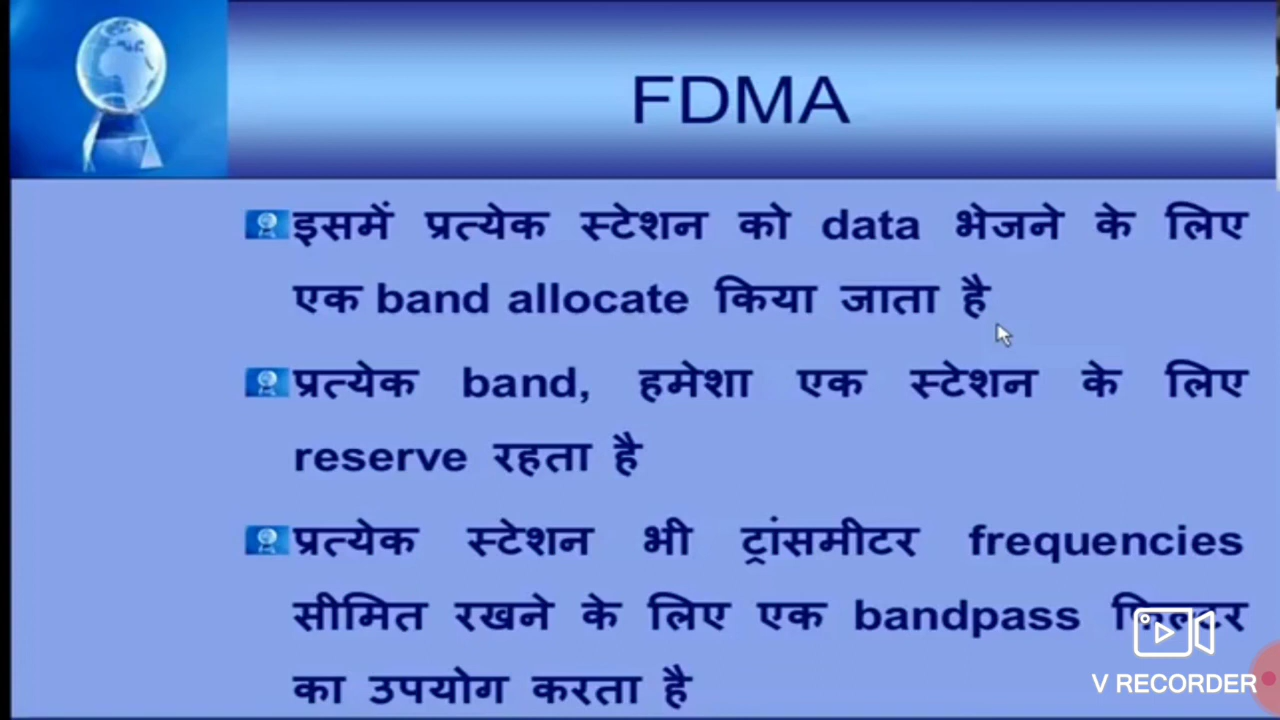 FDMA
इसमें प्रत्येक स्टेशन को data भेजने के लिए
एक band allocate किया जाता है
प्रत्येक band, हमेशा एक स्टेशन के लिए
reserve रहता है
प्रत्येक स्टेशन भी ट्रांसमीटर frequencies
सीमित रखने के लिए एक bandpass
का उपयोग करता है
V RECORDER